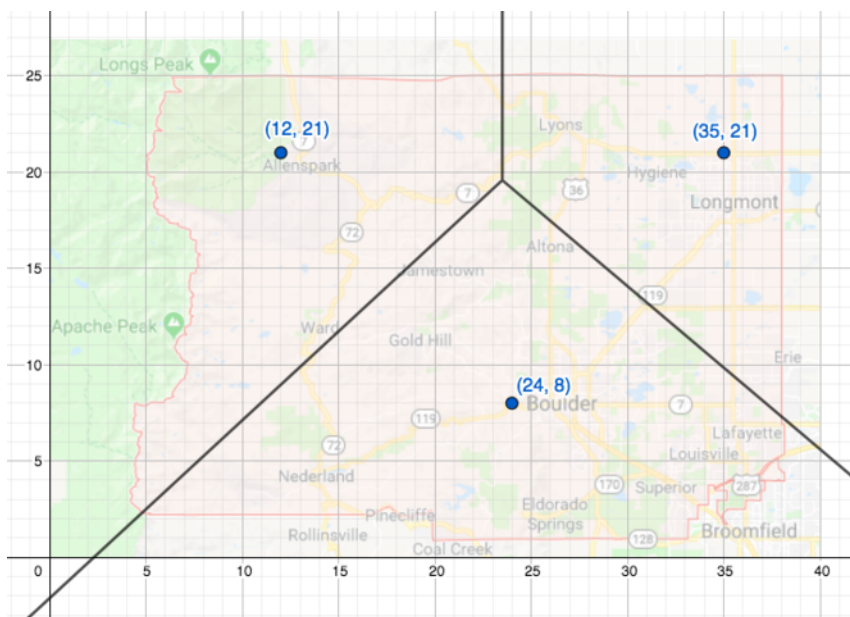 25
Longs Peak
(12, 21)
7
Allenspark
Lyons
(35, 21)
20
7
36
Hygiene
Longmont
72
Altona
15
Jamestown
119
Apache Peak
Ward
Gold Hill
Erie
10
(24, 8)
Boulder
119
7
72
Lafayette
Louisville
5
Nederland
170
Superior
287
Pinecliffe
Eldorado
Springs
Rollinsville
Broomfield
Coal Creek
128
0 5 10 15 20 25 30 35 40